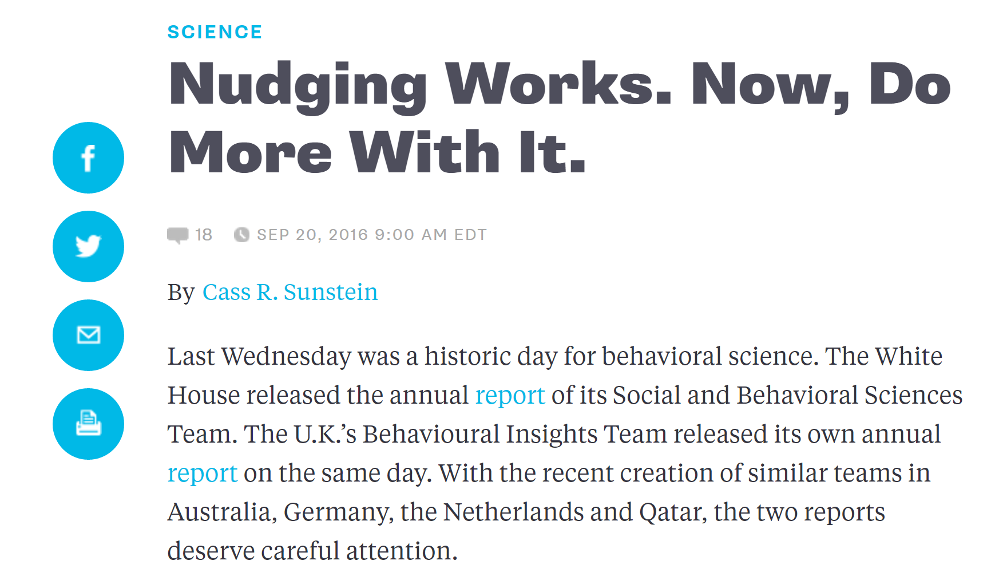 SCIENCE
Nudging Works. Now, Do
More With It.
18 SEP 20, 2016 9:00 AM EDT
By Cass R. Sunstein
Last Wednesday was a historic day for behavioral science. The White
House released the annual report of its Social and Behavioral Sciences
Team. The U.K.’s Behavioural Insights Team released its own annual
report on the same day. With the recent creation of similar teams in
Australia, Germany, the Netherlands and Qatar, the two reports
deserve careful attention.